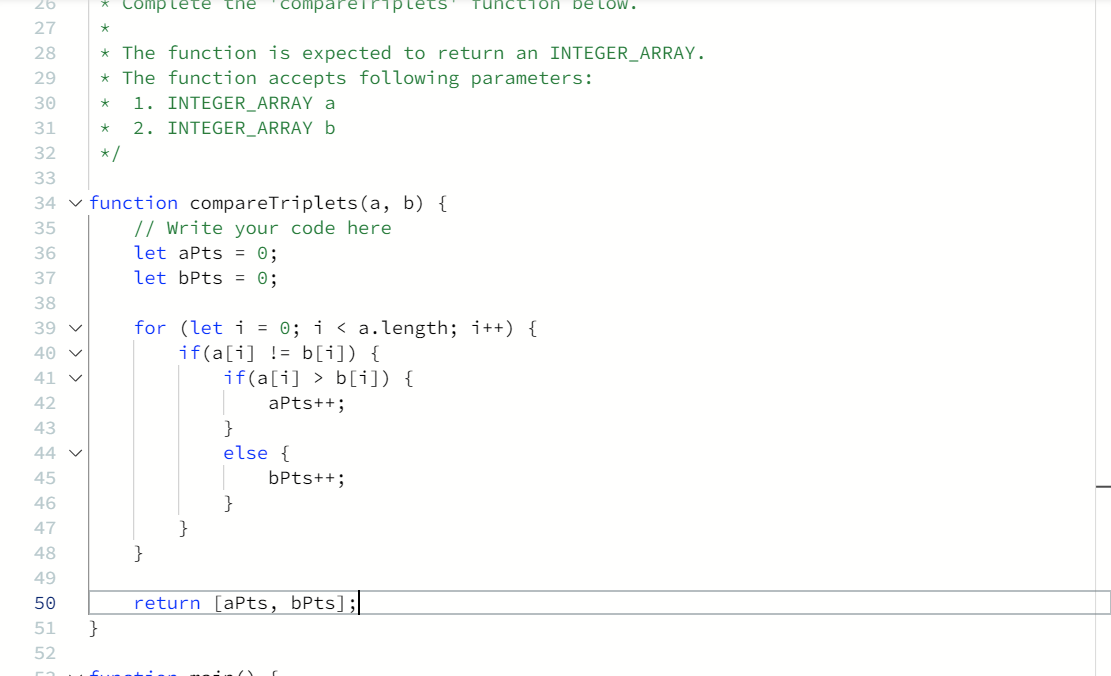 26 * Complete the 'compareTriplets' function below.
27 *
28 * The function is expected to return an INTEGER_ARRAY.
29 * The function accepts following parameters:
30 *  1. INTEGER_ARRAY a
31 *  2. INTEGER_ARRAY b
32 */
33
34 function compareTriplets(a, b) {
35     // Write your code here
36     let aPts = 0;
37     let bPts = 0;
38
39     for (let i = 0; i < a.length; i++) {
40         if(a[i] != b[i]) {
41             if(a[i] > b[i]) {
42                 aPts++;
43             }
44             else {
45                 bPts++;
46             }
47         }
48     }
49
50     return [aPts, bPts];
51 }
52
53 function main() {